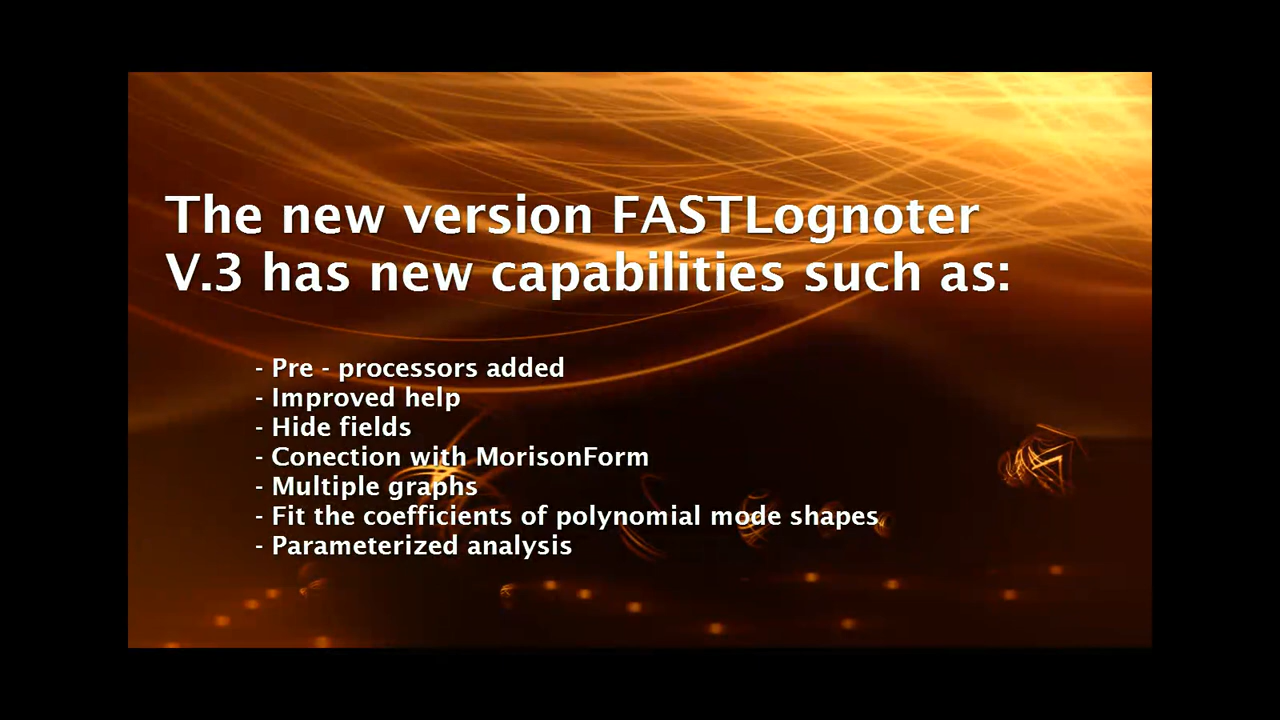 The new version FASTLognoter
V.3 has new capabilities such as:
- Pre - processors added
- Improved help
- Hide fields
- Conection with MorisonForm
- Multiple graphs
- Fit the coefficients of polynomial mode shapes
- Parameterized analysis